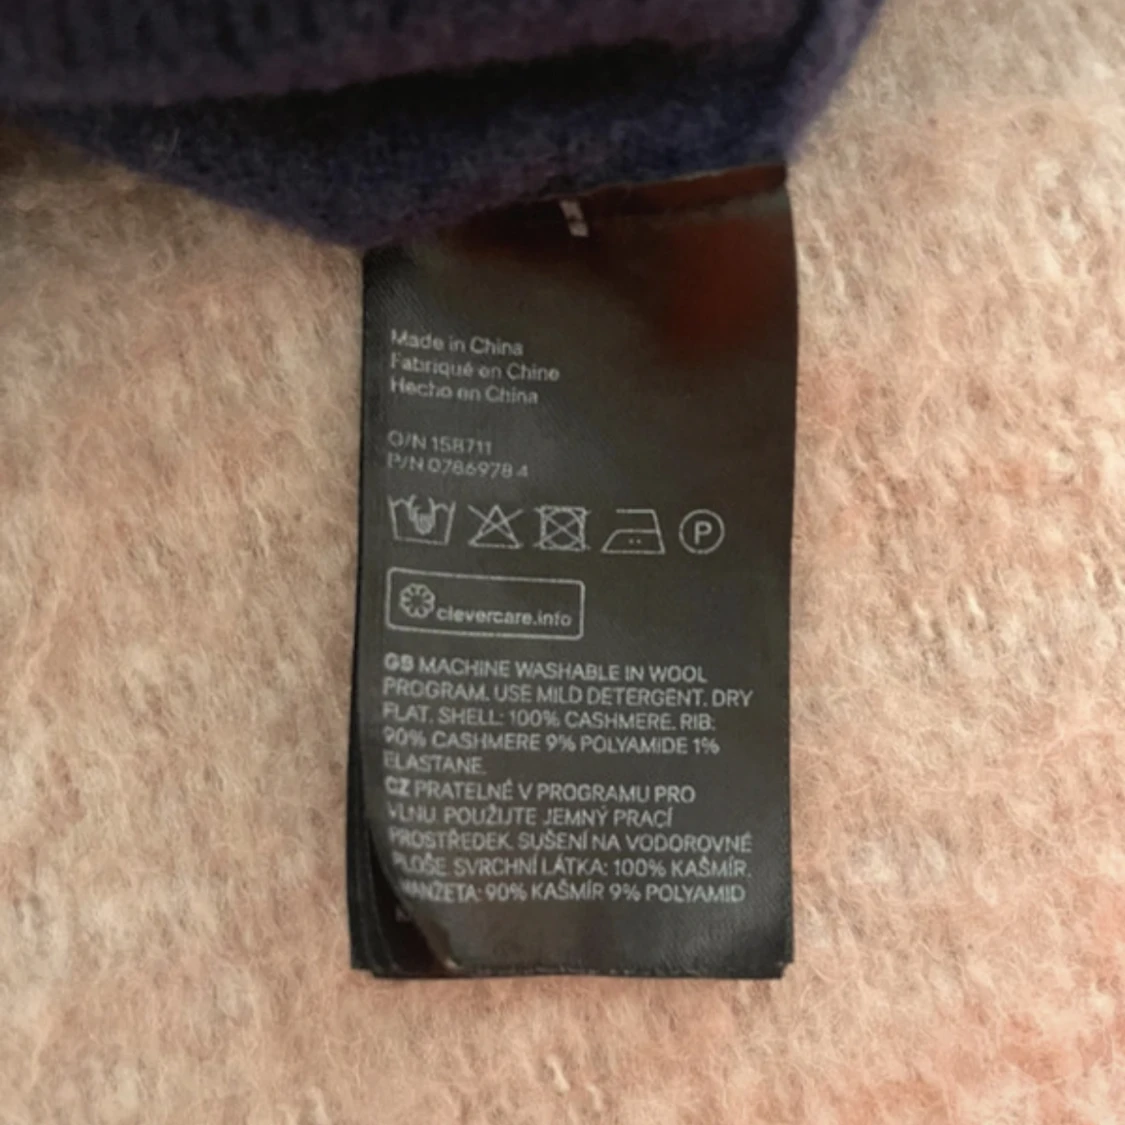 Made in China
Fabriqué en Chine
Hecho en China
O/N 158711
P/N 0786978 4
P
clevercare.info
GB MACHINE WASHABLE IN WOOL
PROGRAM. USE MILD DETERGENT. DRY
FLAT. SHELL: 100% CASHMERE. RIB:
90% CASHMERE 9% POLYAMIDE 1%
ELASTANE.
CZ PRATELNÉ V PROGRAMU PRO
VLNU. POUŽIJTE JEMNÝ PRACÍ
PROSTŘEDEK. SUŠENÍ NA VODOROVNÉ
PLOŠE. SVRCHNÍ LÁTKA: 100% KAŠMÍR.
MANŽETA: 90% KAŠMÍR 9% POLYAMID